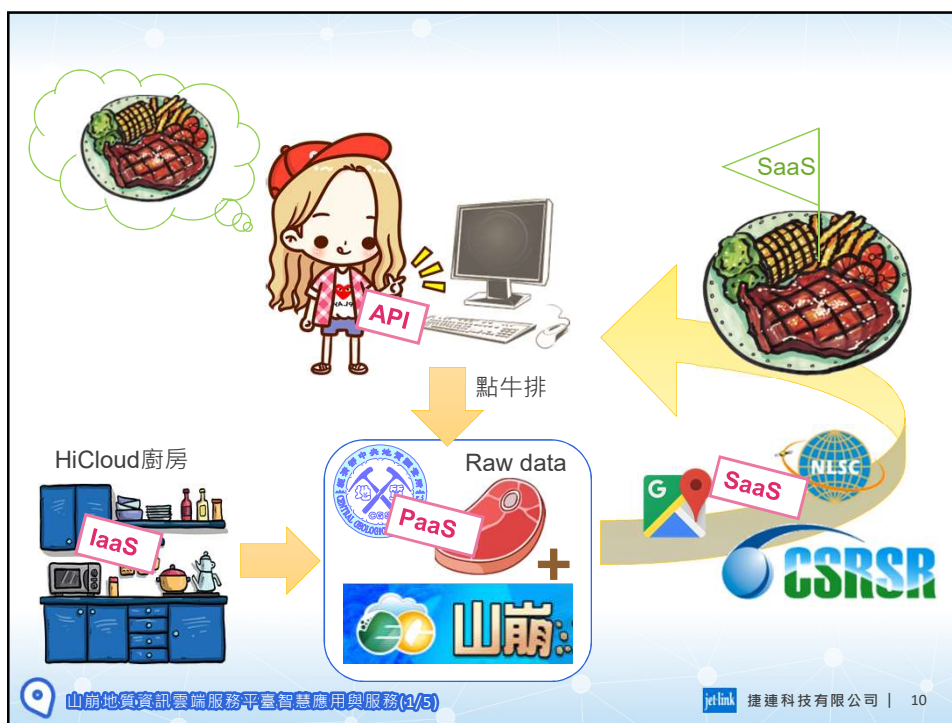 SaaS
API
點牛排
HiCloud廚房
IaaS
Raw data
PaaS
山崩
G
SaaS
NLSC
CSRSR
山崩地質資訊雲端服務平臺智慧應用與服務(1/5)
jet-link 捷連科技有限公司 | 10